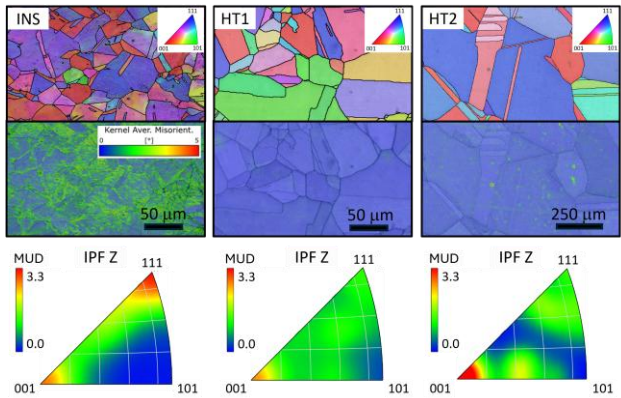 INS
111
001
101
HT1
111
001
101
HT2
111
001
101
Kernel Aver. Misorient.
[°]
0
5
50 µm
50 µm
250 µm
MUD
IPF Z
3.3
0.0
111
001
101
MUD
IPF Z
3.3
0.0
111
001
101
MUD
IPF Z
3.3
0.0
111
001
101